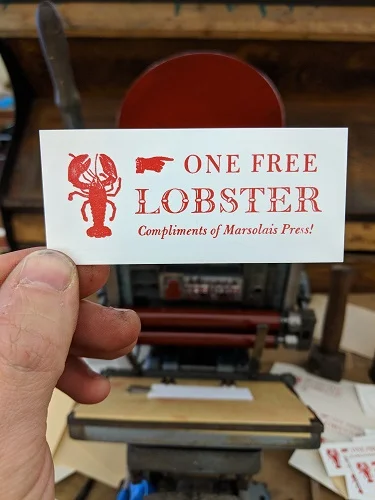 ONE FREE
LOBSTER
Compliments of Marsolais Press!